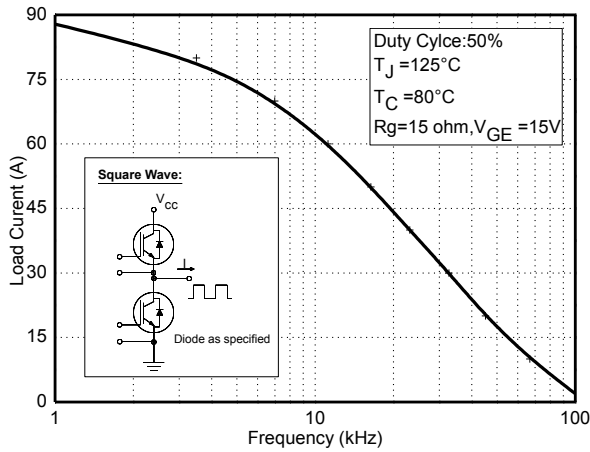 90
75
60
45
30
15
0
Load Current (A)
Duty Cylce:50%
TJ =125°C
TC =80°C
Rg=15 ohm,VGE =15V
Square Wave:
VCC
I
Diode as specified
1
10
100
Frequency (kHz)